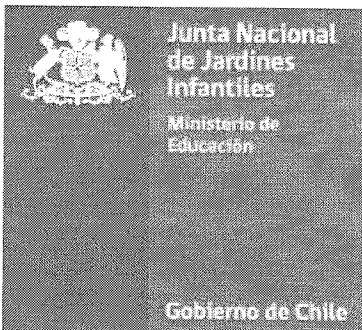 Junta Nacional
de Jardines
Infantiles
Ministerio de
Educación
Gobierno de Chile